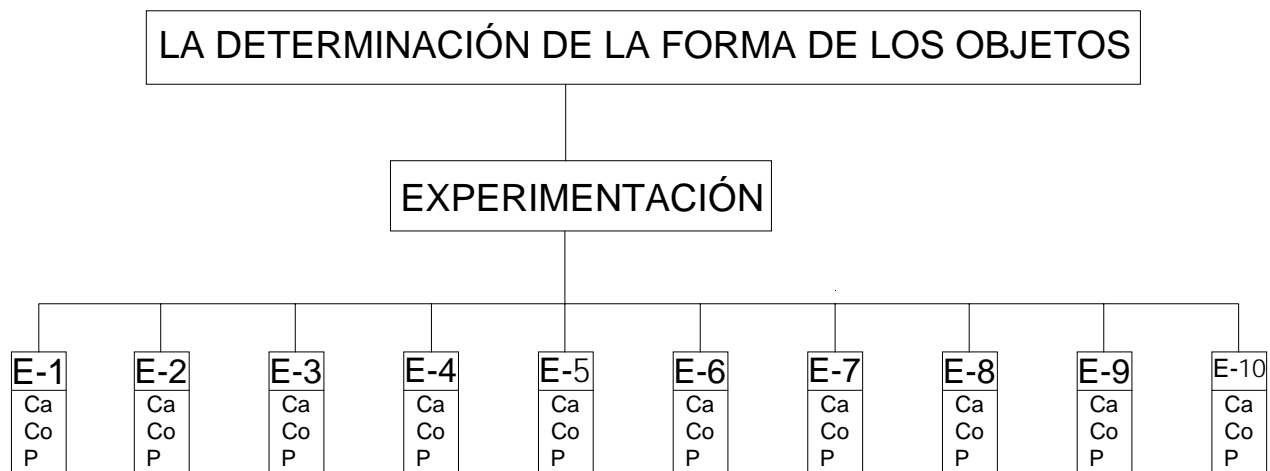 LA DETERMINACIÓN DE LA FORMA DE LOS OBJETOS
EXPERIMENTACIÓN
E-1 E-2 E-3 E-4 E-5 E-6 E-7 E-8 E-9 E-10
Ca Ca Ca Ca Ca Ca Ca Ca Ca Ca
Co Co Co Co Co Co Co Co Co Co
P P P P P P P P P P